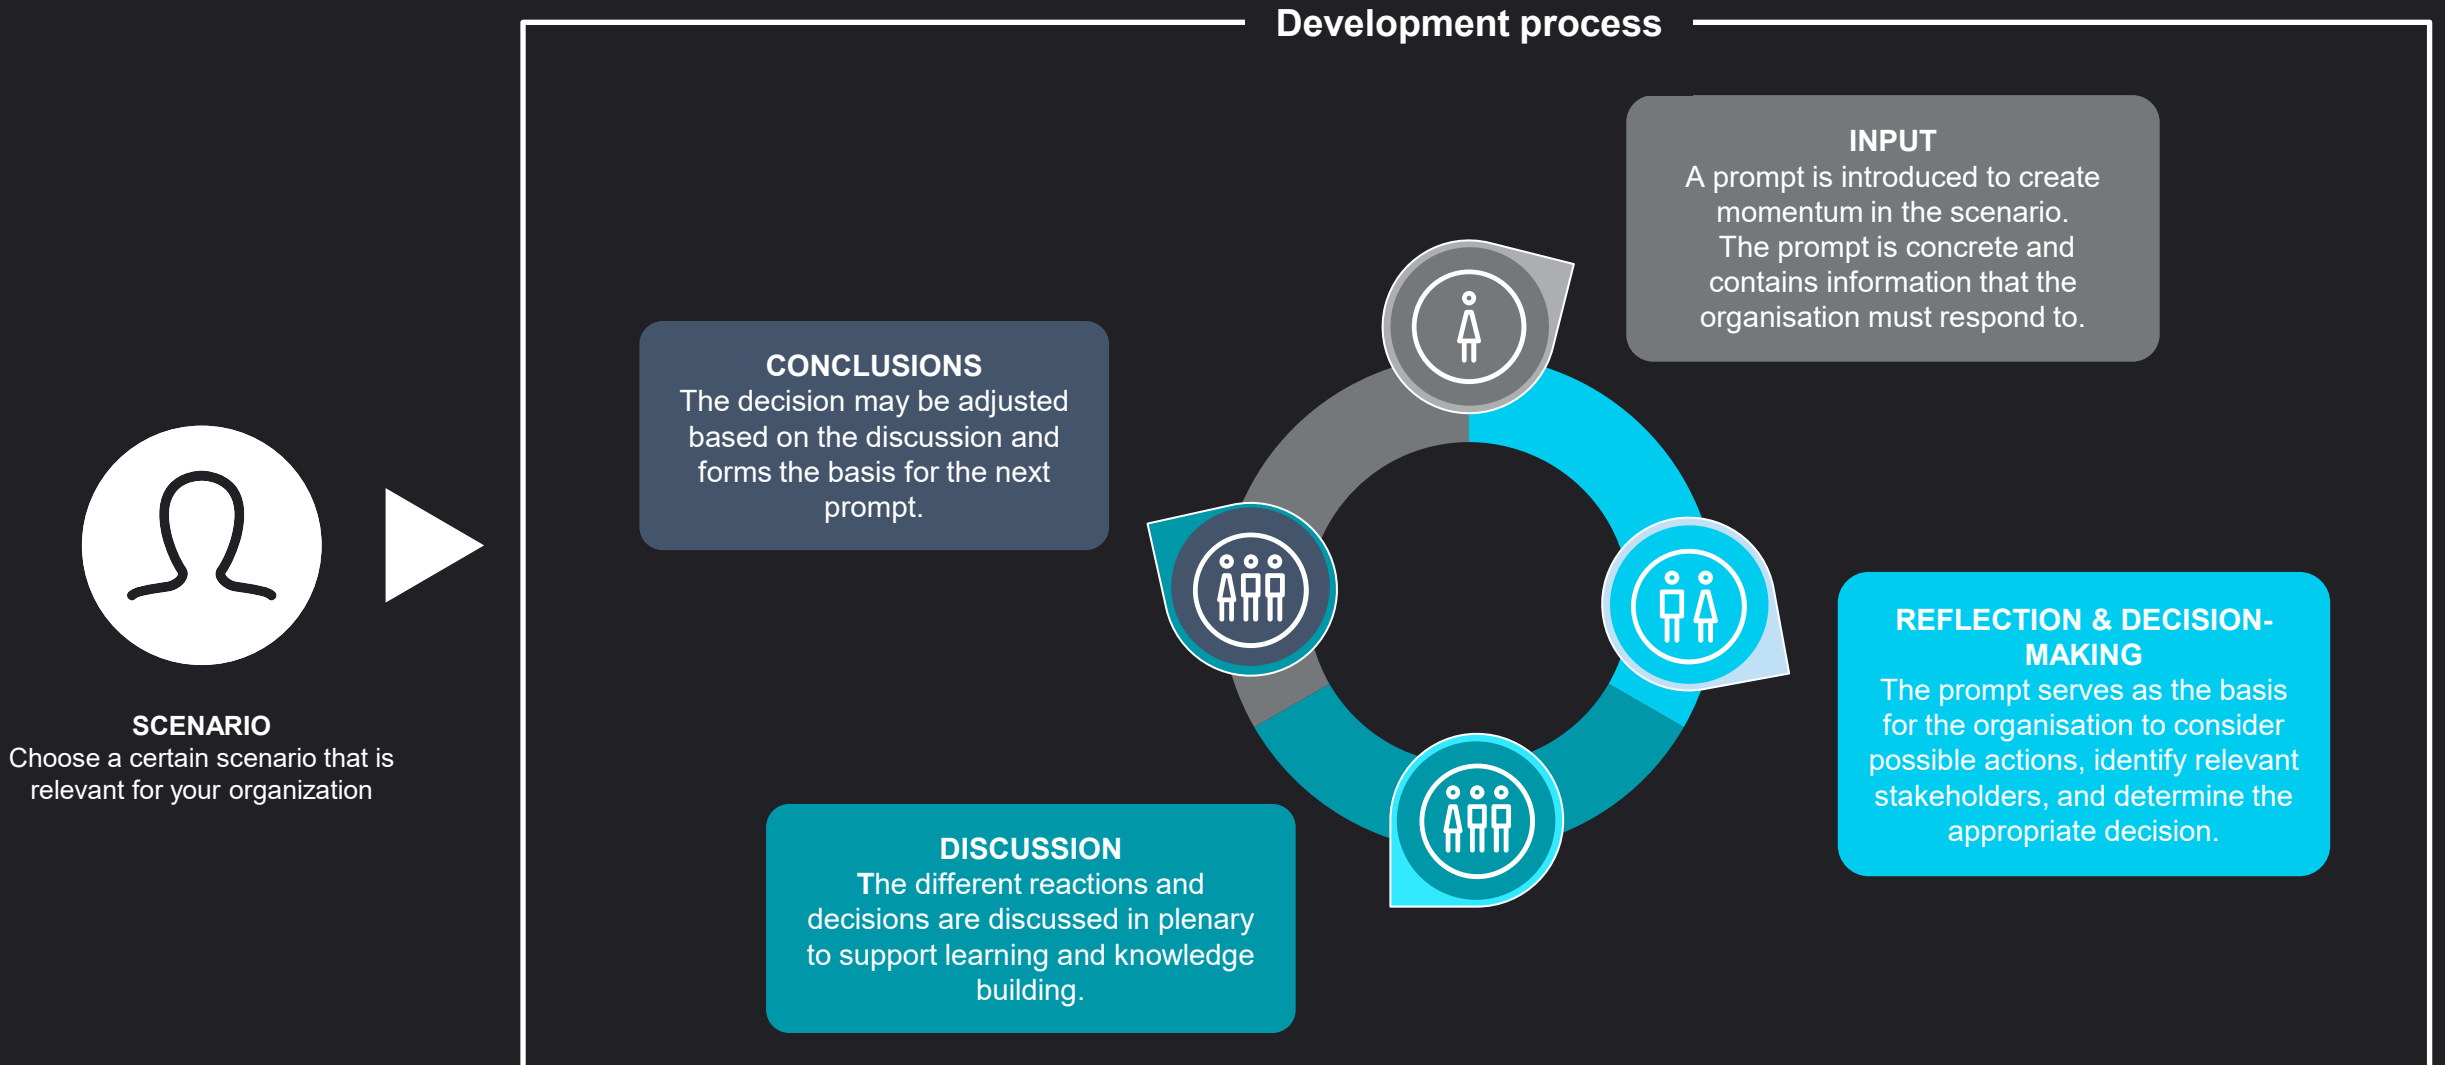 Development process
INPUT
A prompt is introduced to create
momentum in the scenario.
The prompt is concrete and
contains information that the
organisation must respond to.
CONCLUSIONS
The decision may be adjusted
based on the discussion and
forms the basis for the next
prompt.
REFLECTION & DECISION-
MAKING
The prompt serves as the basis
for the organisation to consider
possible actions, identify relevant
stakeholders, and determine the
appropriate decision.
SCENARIO
Choose a certain scenario that is
relevant for your organization
DISCUSSION
The different reactions and
decisions are discussed in plenary
to support learning and knowledge
building.